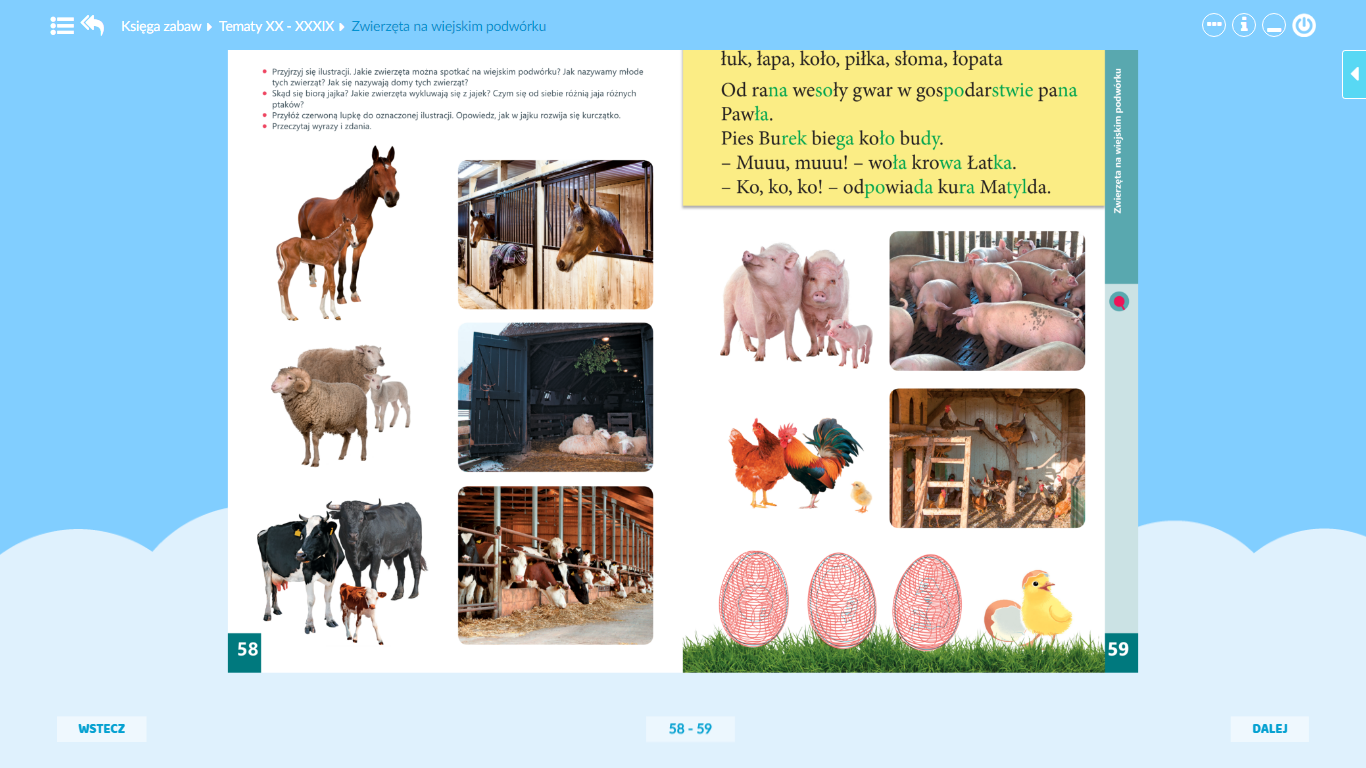 Księga zabaw Tematy XX - XXXIX Zwierzęta na wiejskim podwórku
Przyjrzyj się ilustracji. Jakie zwierzęta można spotkać na wiejskim podwórku? Jak nazywamy młode
tych zwierząt? Jak się nazywają domy tych zwierząt?
Skąd się biorą jajka? Jakie zwierzęta wykluwają się z jajek? Czym się od siebie różnią jaja różnych
ptaków?
Przyłóż czerwoną lupkę do oznaczonej ilustracji. Opowiedz, jak w jajku rozwija się kurczątko.
Przeczytaj wyrazy i zdania.
58
łuk, łapa, koło, piłka, słoma, łopata
Od rana wesoły gwar w gospodarstwie pana
Pawła.
Pies Burek biega koło budy.
– Muuu, muuu! – woła krowa Łatka.
– Ko, ko, ko! – odpowiada kura Matylda.
Zwierzęta na wiejskim podwórku
59
WSTECZ
58 - 59
DALEJ